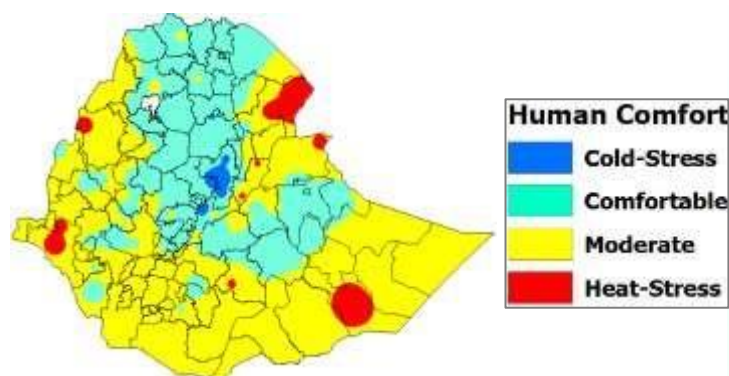 Human Comfort
Cold-Stress
Comfortable
Moderate
Heat-Stress